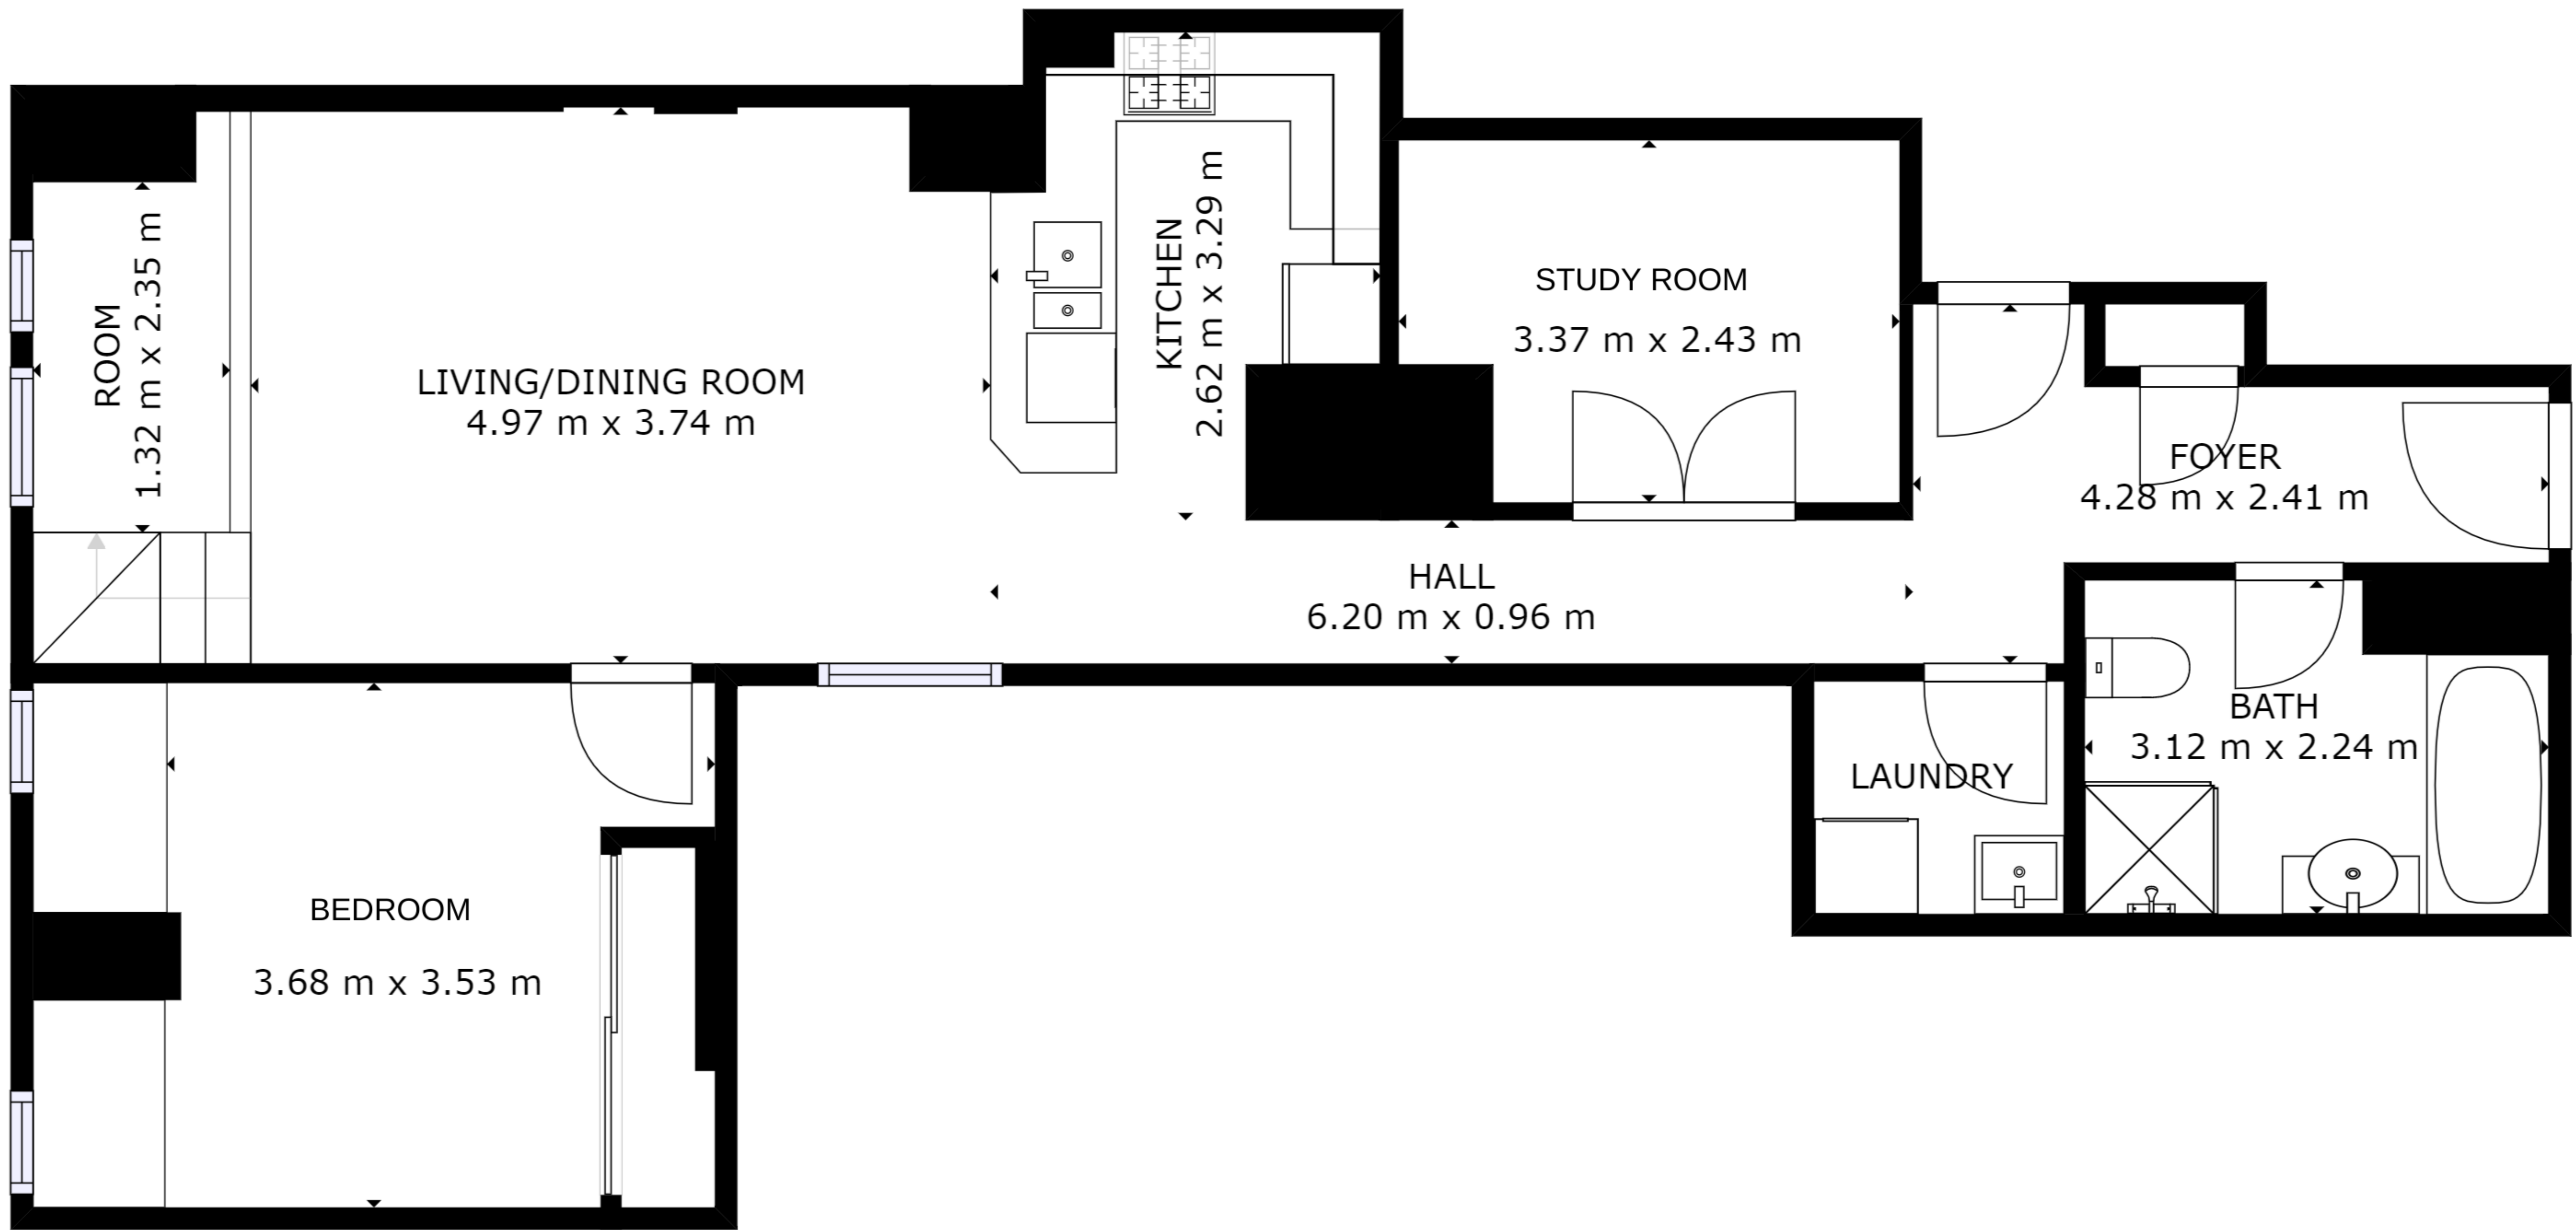 ROOM
1.32 m x 2.35 m
LIVING/DINING ROOM
4.97 m x 3.74 m
KITCHEN
2.62 m x 3.29 m
STUDY ROOM
3.37 m x 2.43 m
FOYER
4.28 m x 2.41 m
HALL
6.20 m x 0.96 m
BATH
3.12 m x 2.24 m
LAUNDRY
BEDROOM
3.68 m x 3.53 m